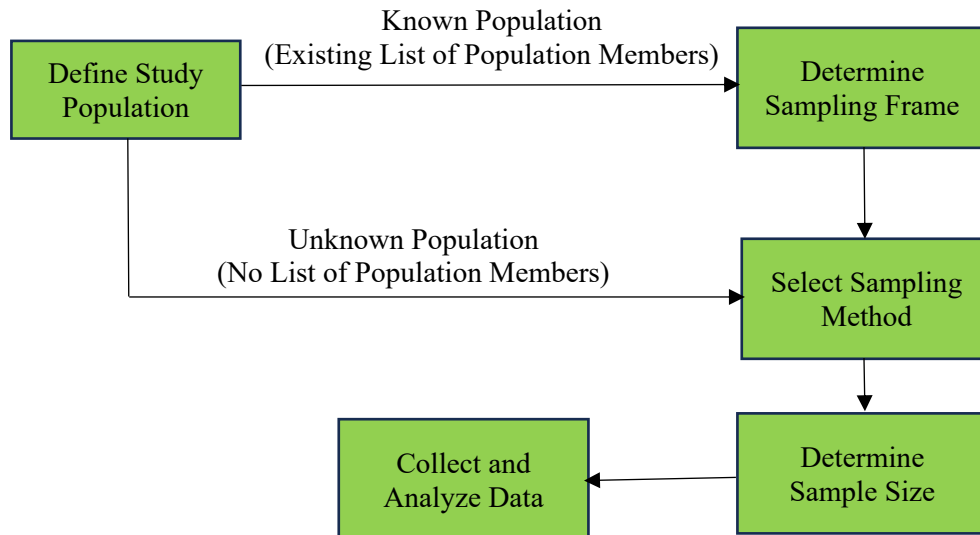 Known Population
(Existing List of Population Members)
Define Study
Population
Determine
Sampling Frame
Unknown Population
(No List of Population Members)
Select Sampling
Method
Determine
Sample Size
Collect and
Analyze Data